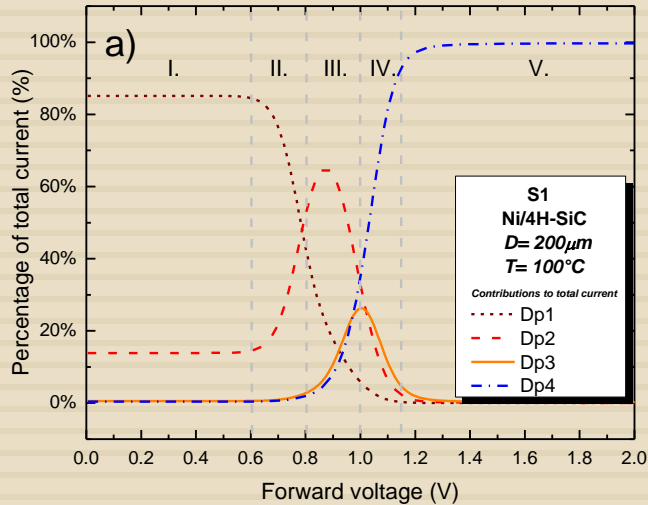 a)
I. II. III. IV. V.
100%
80%
60%
40%
20%
0%
Percentage of total current (%)
0.0 0.2 0.4 0.6 0.8 1.0 1.2 1.4 1.6 1.8 2.0
Forward voltage (V)
S1
Ni/4H-SiC
D= 200μm
T= 100°C
Contributions to total current
Dp1
Dp2
Dp3
Dp4